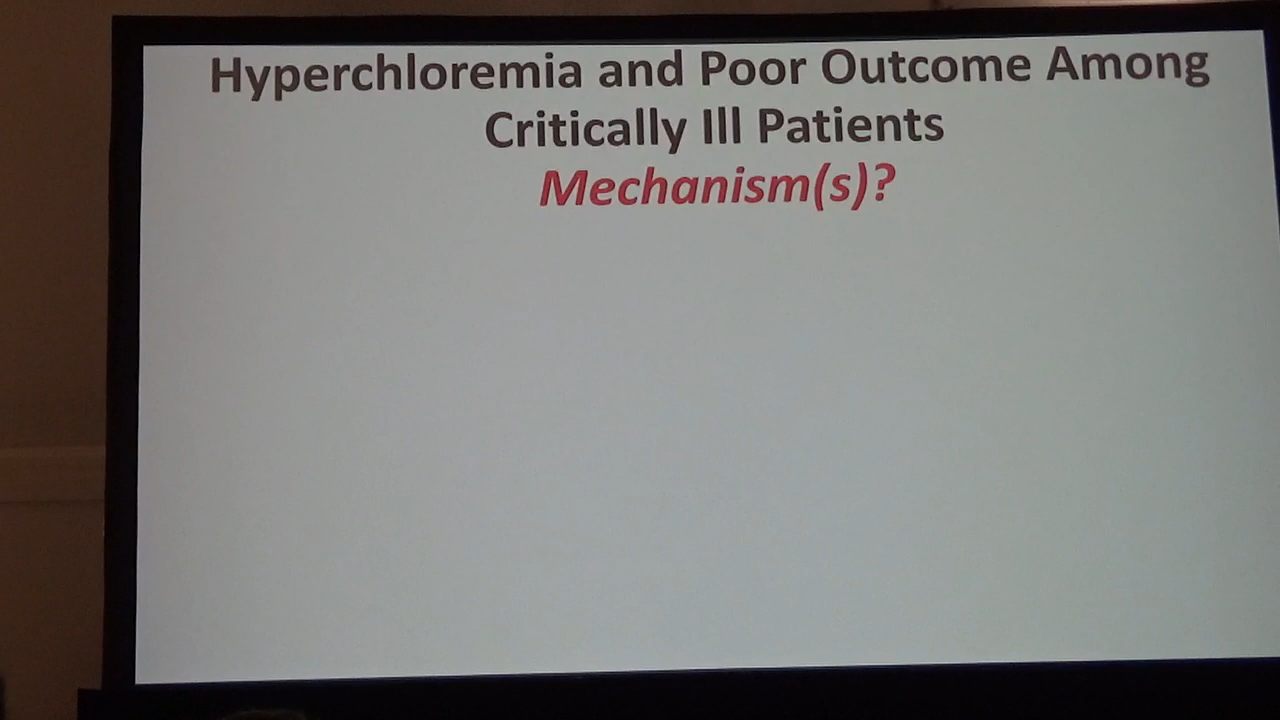 Hyperchloremia and Poor Outcome Among
Critically Ill Patients
Mechanism(s)?